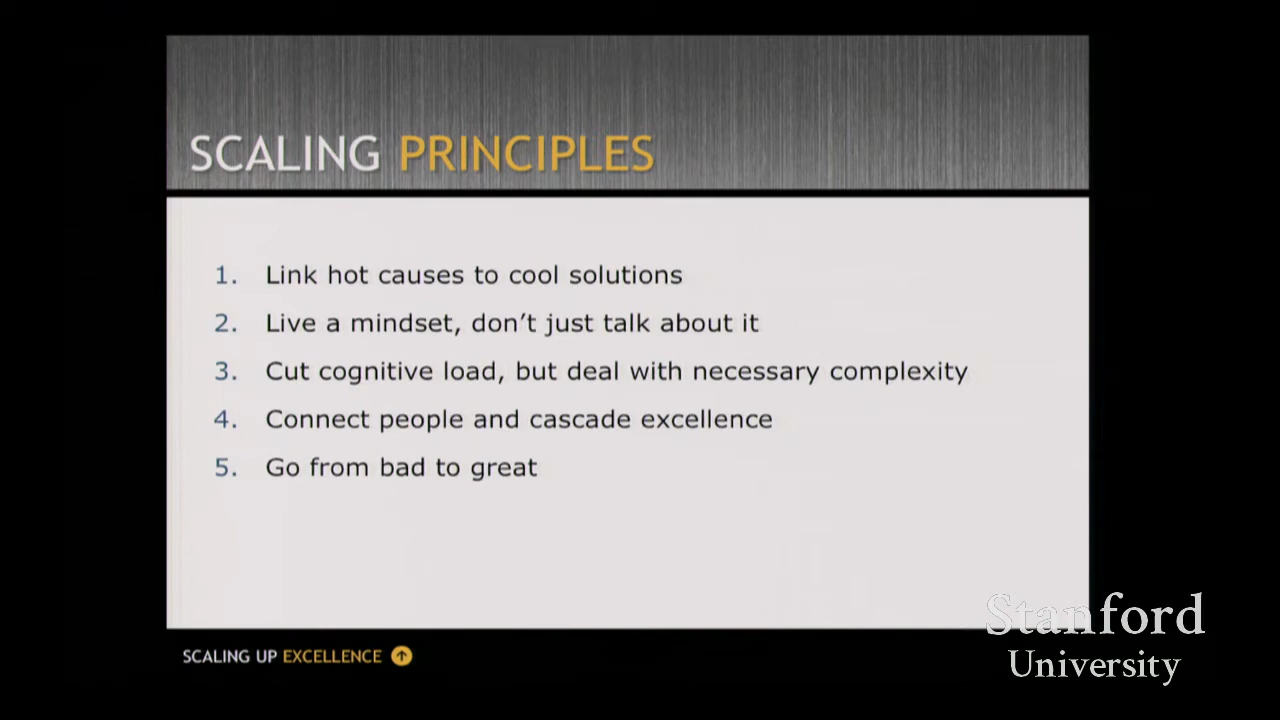 SCALING PRINCIPLES
1. Link hot causes to cool solutions
2. Live a mindset, don’t just talk about it
3. Cut cognitive load, but deal with necessary complexity
4. Connect people and cascade excellence
5. Go from bad to great
SCALING UP EXCELLENCE
Stanford
University